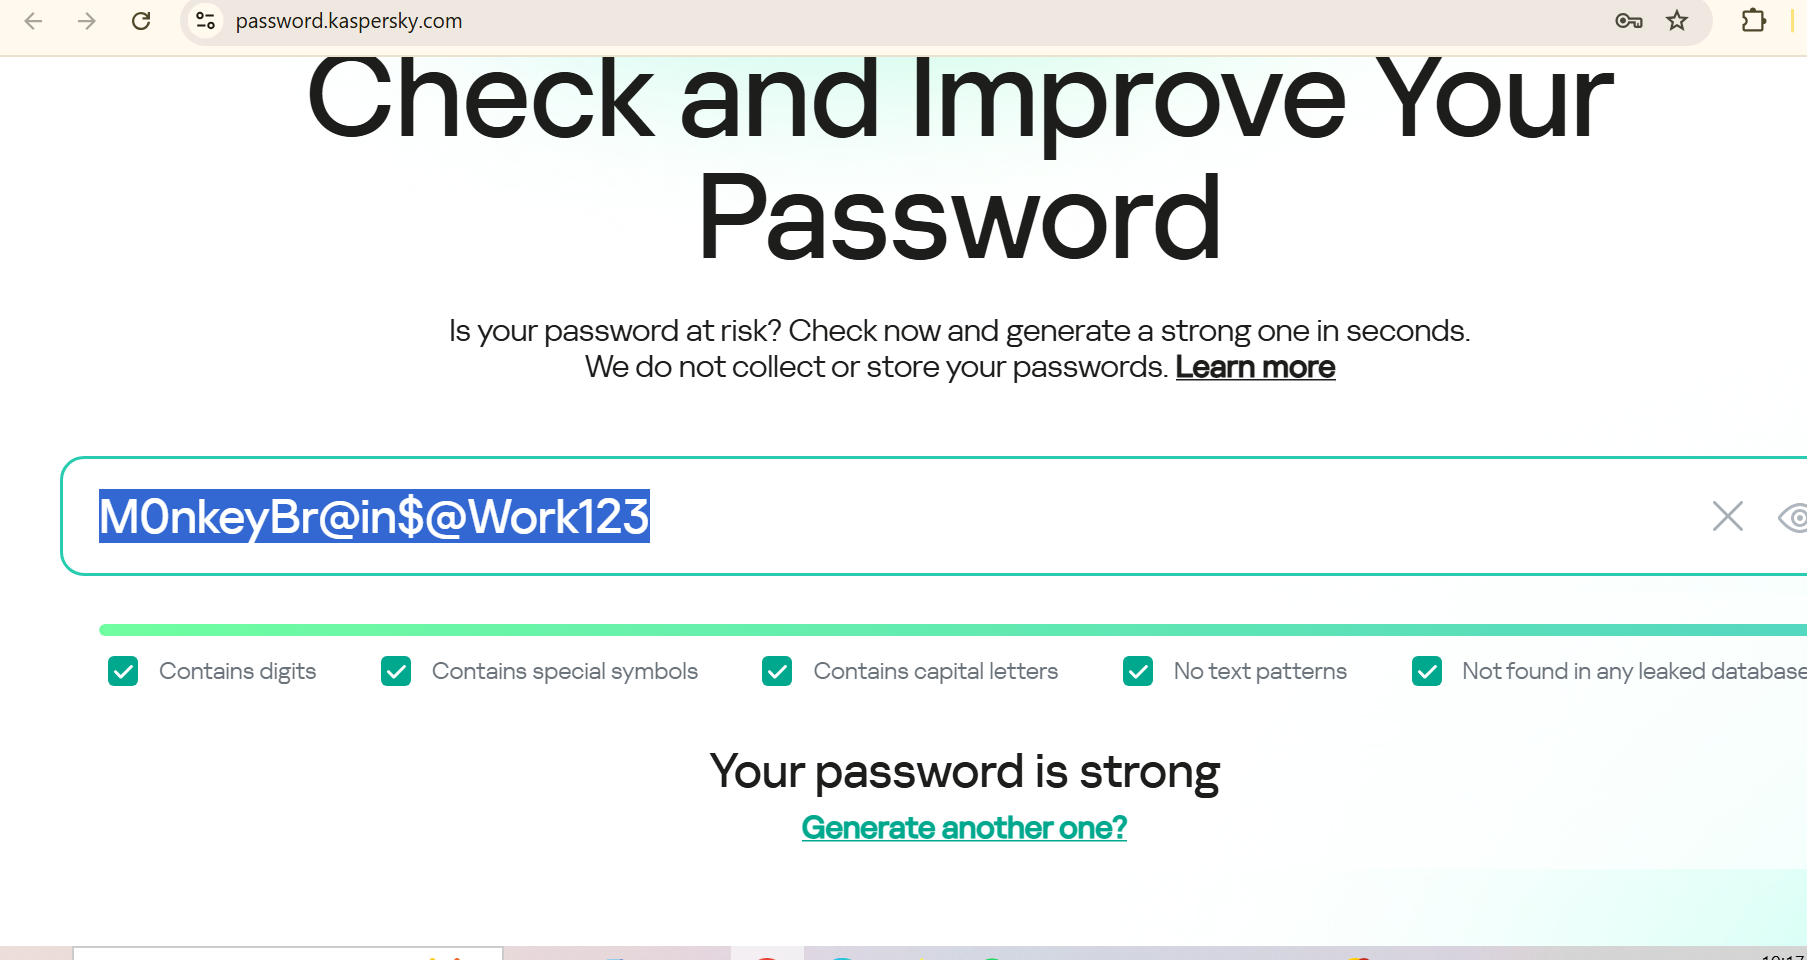 password.kaspersky.com
Check and Improve Your
Password
Is your password at risk? Check now and generate a strong one in seconds.
We do not collect or store your passwords. Learn more
M0nkeyBr@in$@Work123
Contains digits
Contains special symbols
Contains capital letters
No text patterns
Not found in any leaked database
Your password is strong
Generate another one?